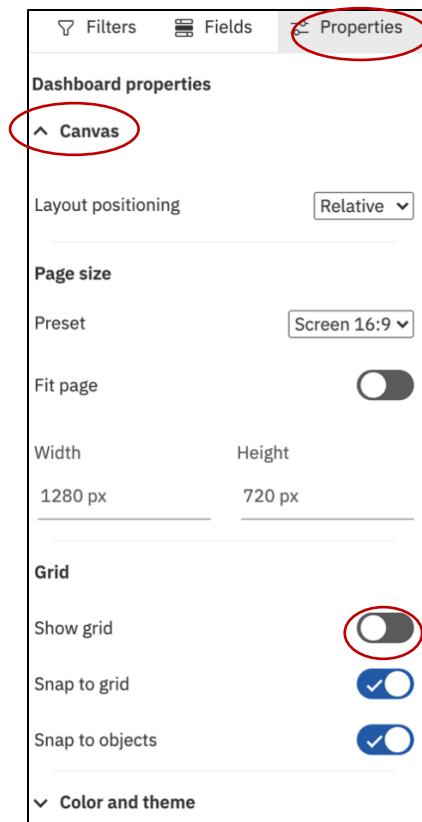 Filters Fields Properties
Dashboard properties
Canvas
Layout positioning Relative
Page size
Preset Screen 16:9
Fit page
Width Height
1280 px 720 px
Grid
Show grid
Snap to grid
Snap to objects
Color and theme